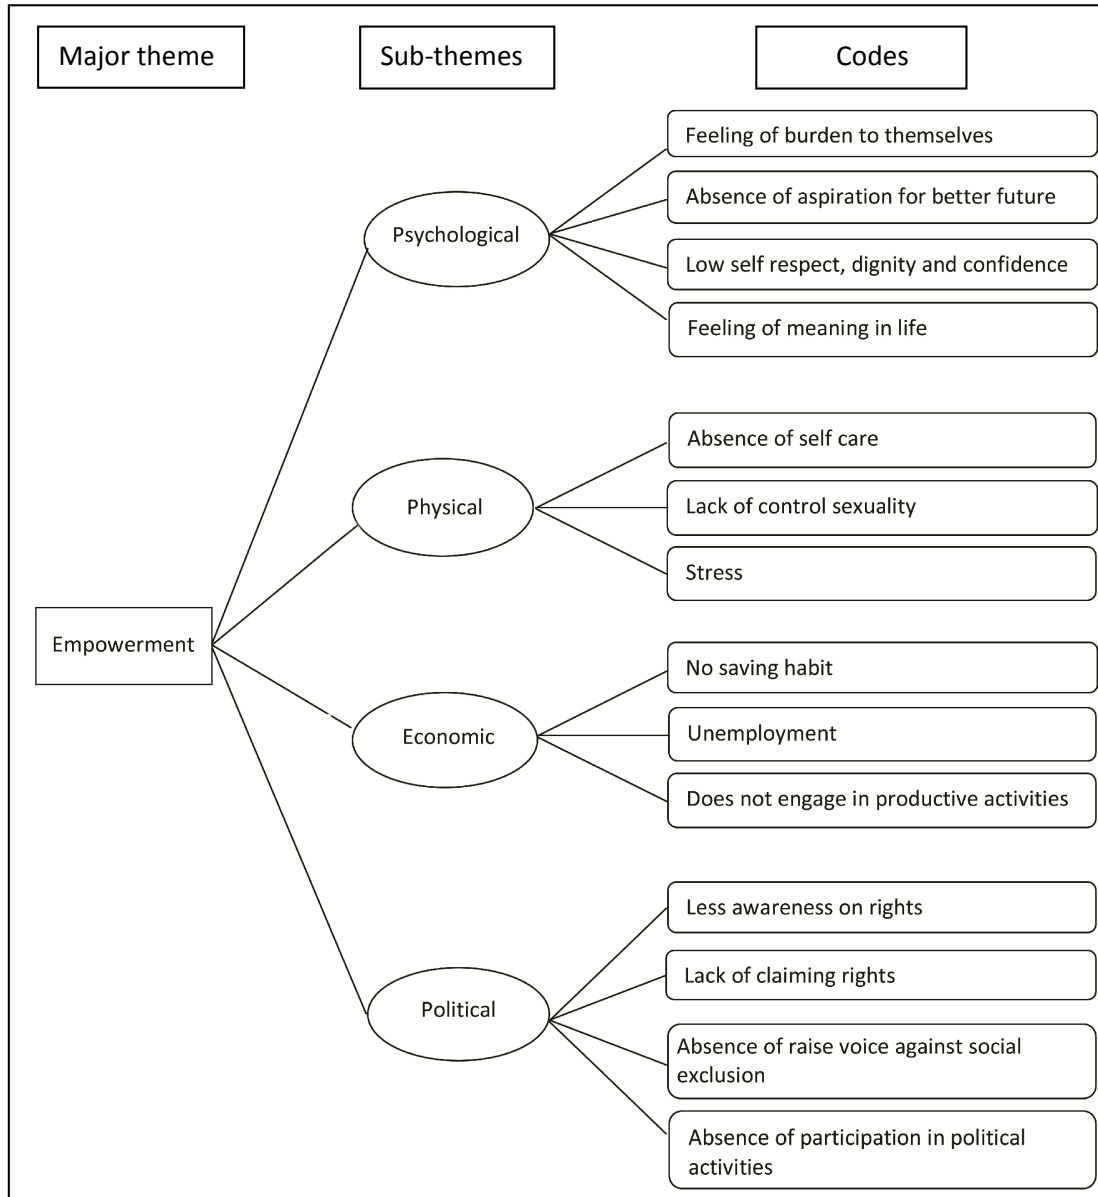 Major theme
Sub-themes
Codes
Feeling of burden to themselves
Absence of aspiration for better future
Psychological
Low self respect, dignity and confidence
Feeling of meaning in life
Absence of self care
Physical
Lack of control sexuality
Stress
Empowerment
No saving habit
Economic
Unemployment
Does not engage in productive activities
Less awareness on rights
Lack of claiming rights
Political
Absence of raise voice against social
exclusion
Absence of participation in political
activities